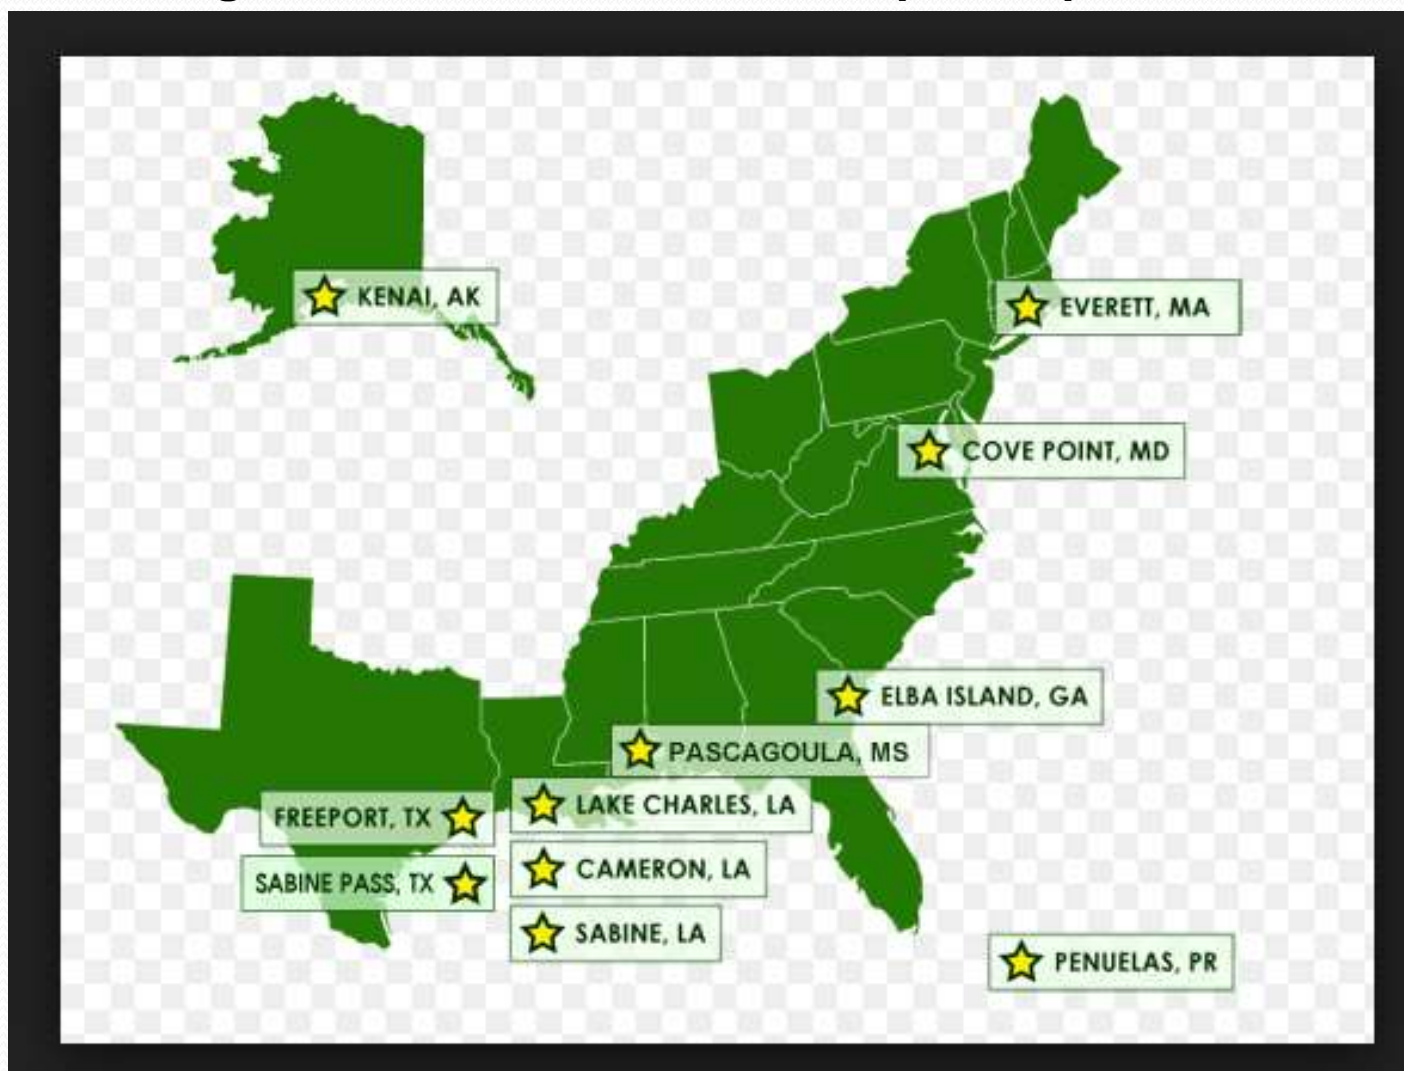 KENAI, AK
EVERETT, MA
COVE POINT, MD
ELBA ISLAND, GA
PASCAGOULA, MS
LAKE CHARLES, LA
FREEPORT, TX
CAMERON, LA
SABINE PASS, TX
SABINE, LA
PENUELAS, PR